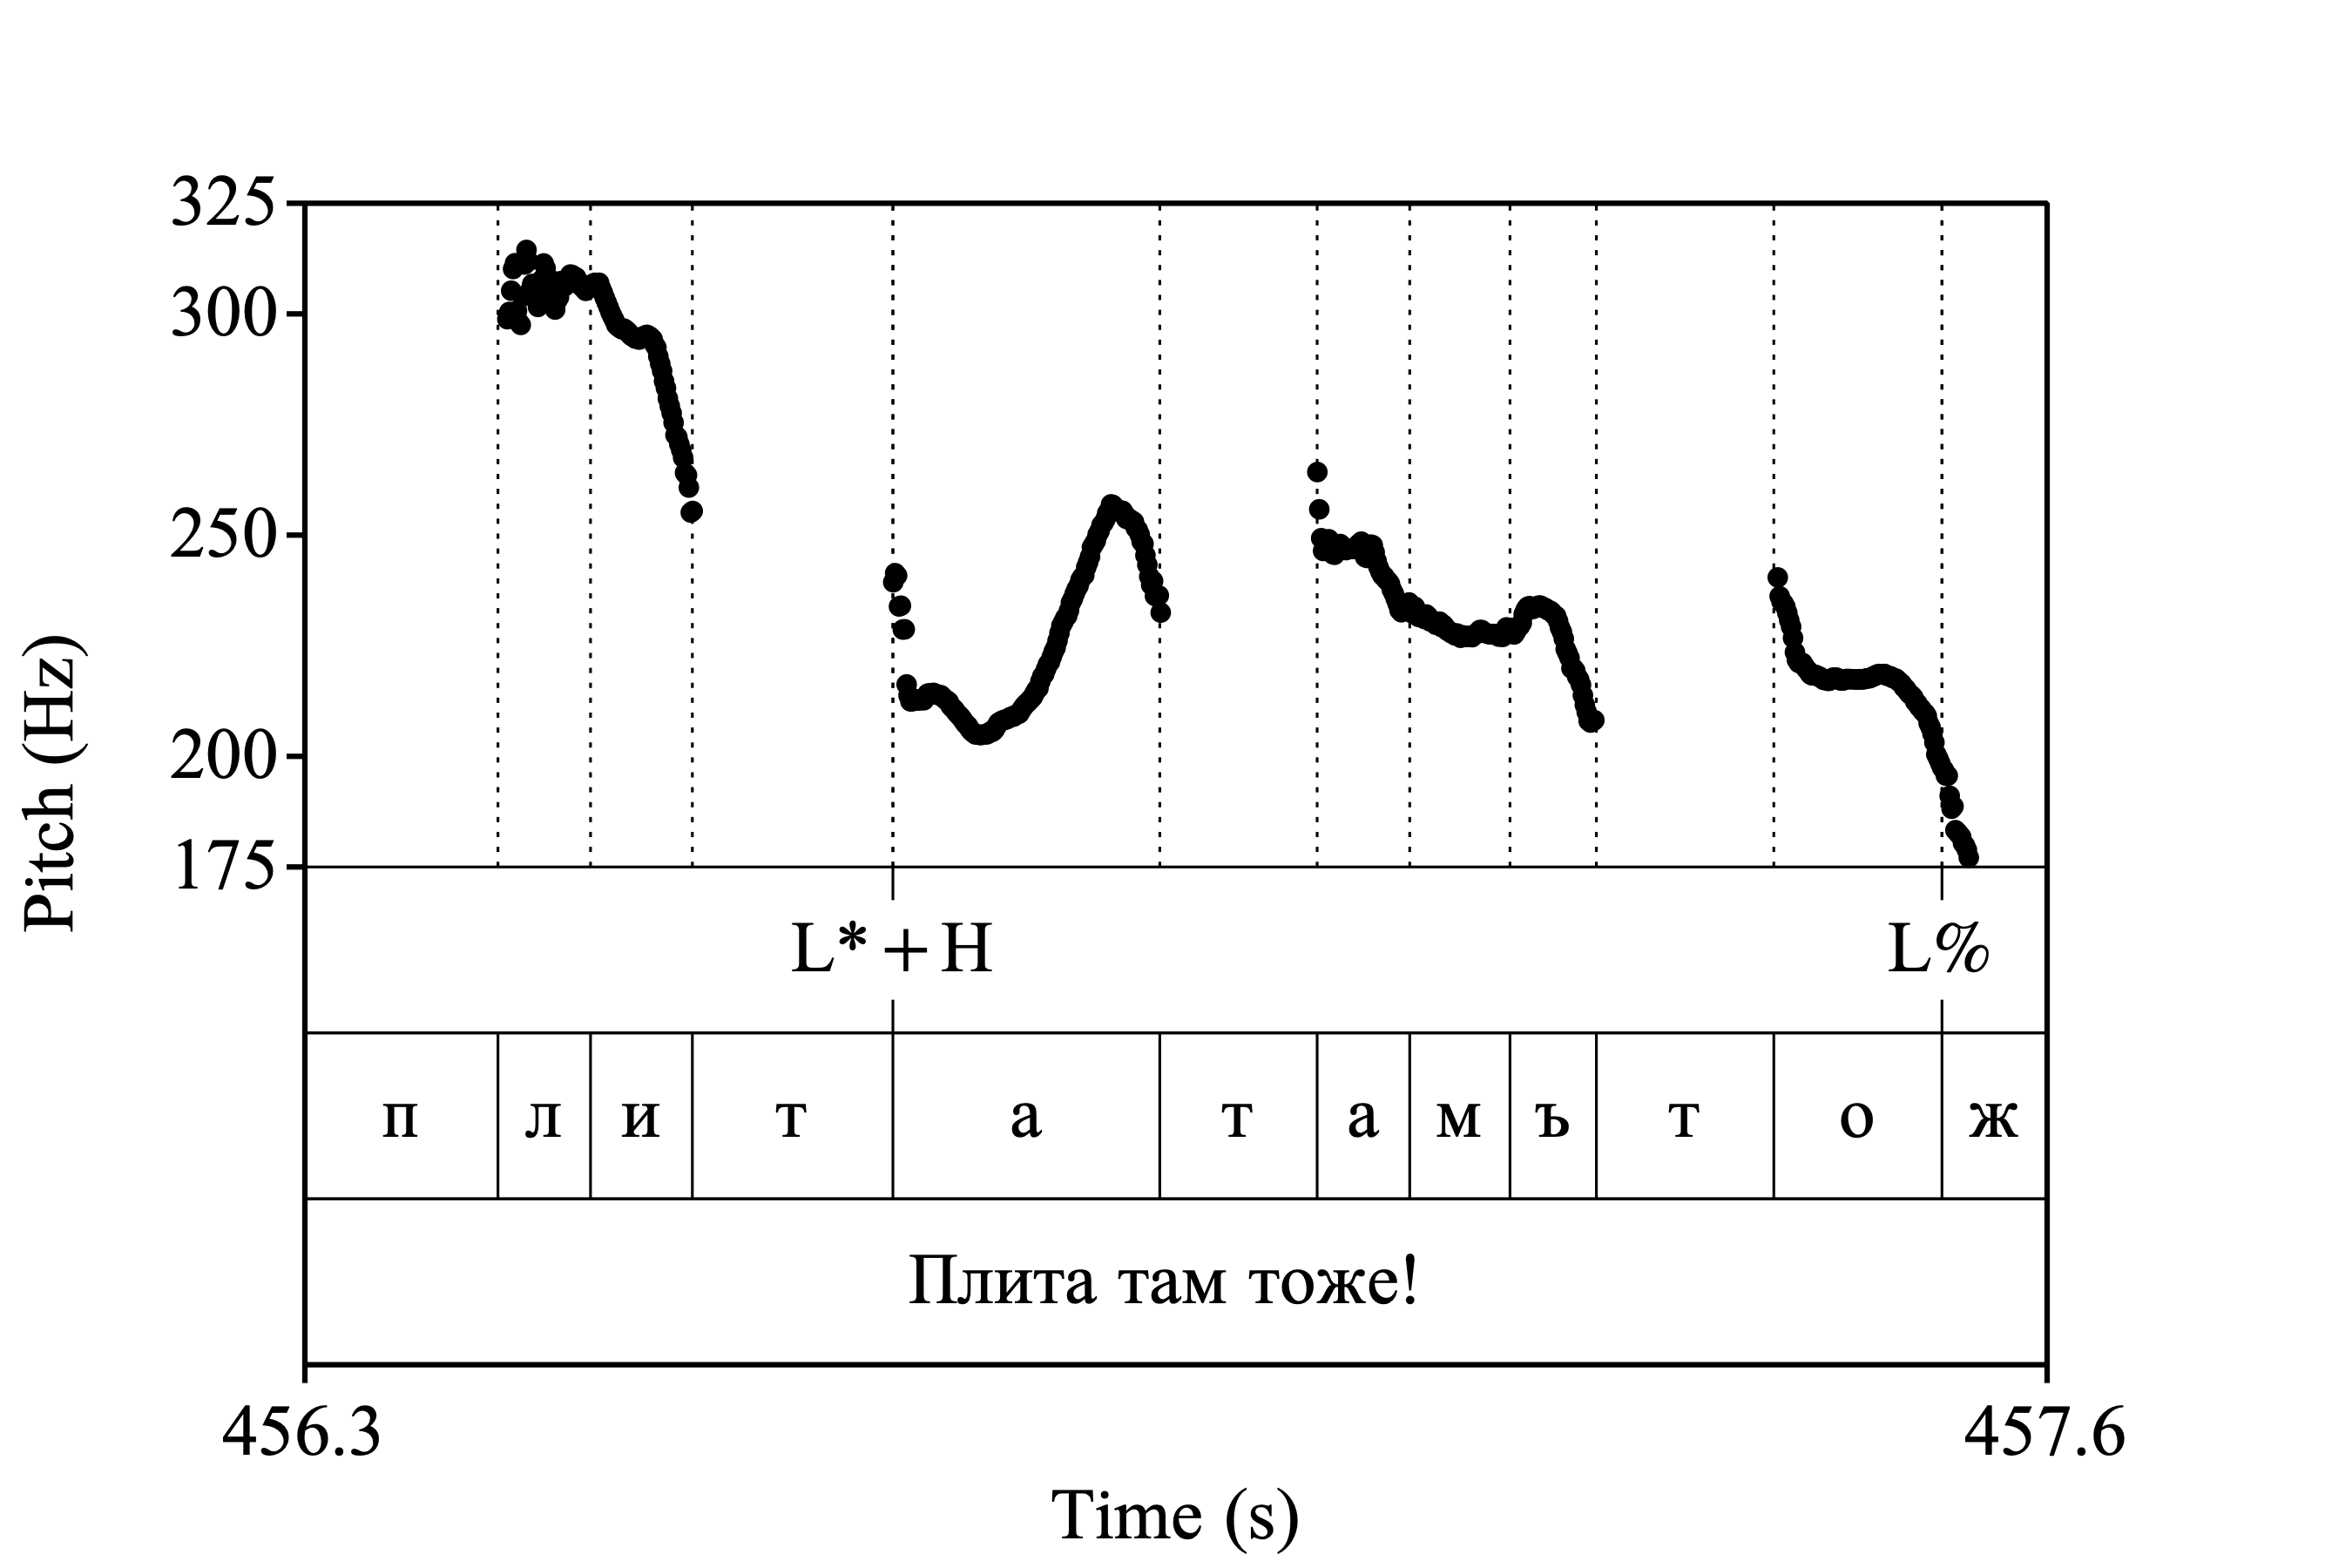 325
300
250
200
175
Pitch (Hz)
L*+H L%
п л и т а т а м ъ т о ж
Плита там тоже!
456.3 457.6
Time (s)